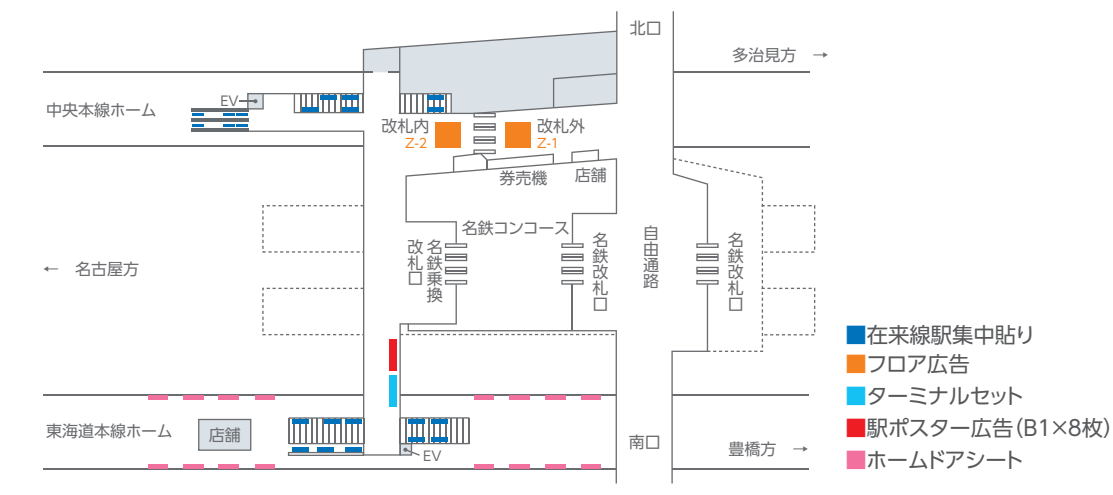 北口
多治見方 →
EV
中央本線ホーム
改札内
Z-2
改札外
Z-1
券売機
店舗
名鉄コンコース
名鉄乗換
改札口
名鉄改札口
自由通路
名鉄改札口
← 名古屋方
■在来線駅集中貼り
■フロア広告
■ターミナルセット
■駅ポスター広告(B1×8枚)
■ホームドアシート
東海道本線ホーム
店舗
EV
南口
豊橋方 →